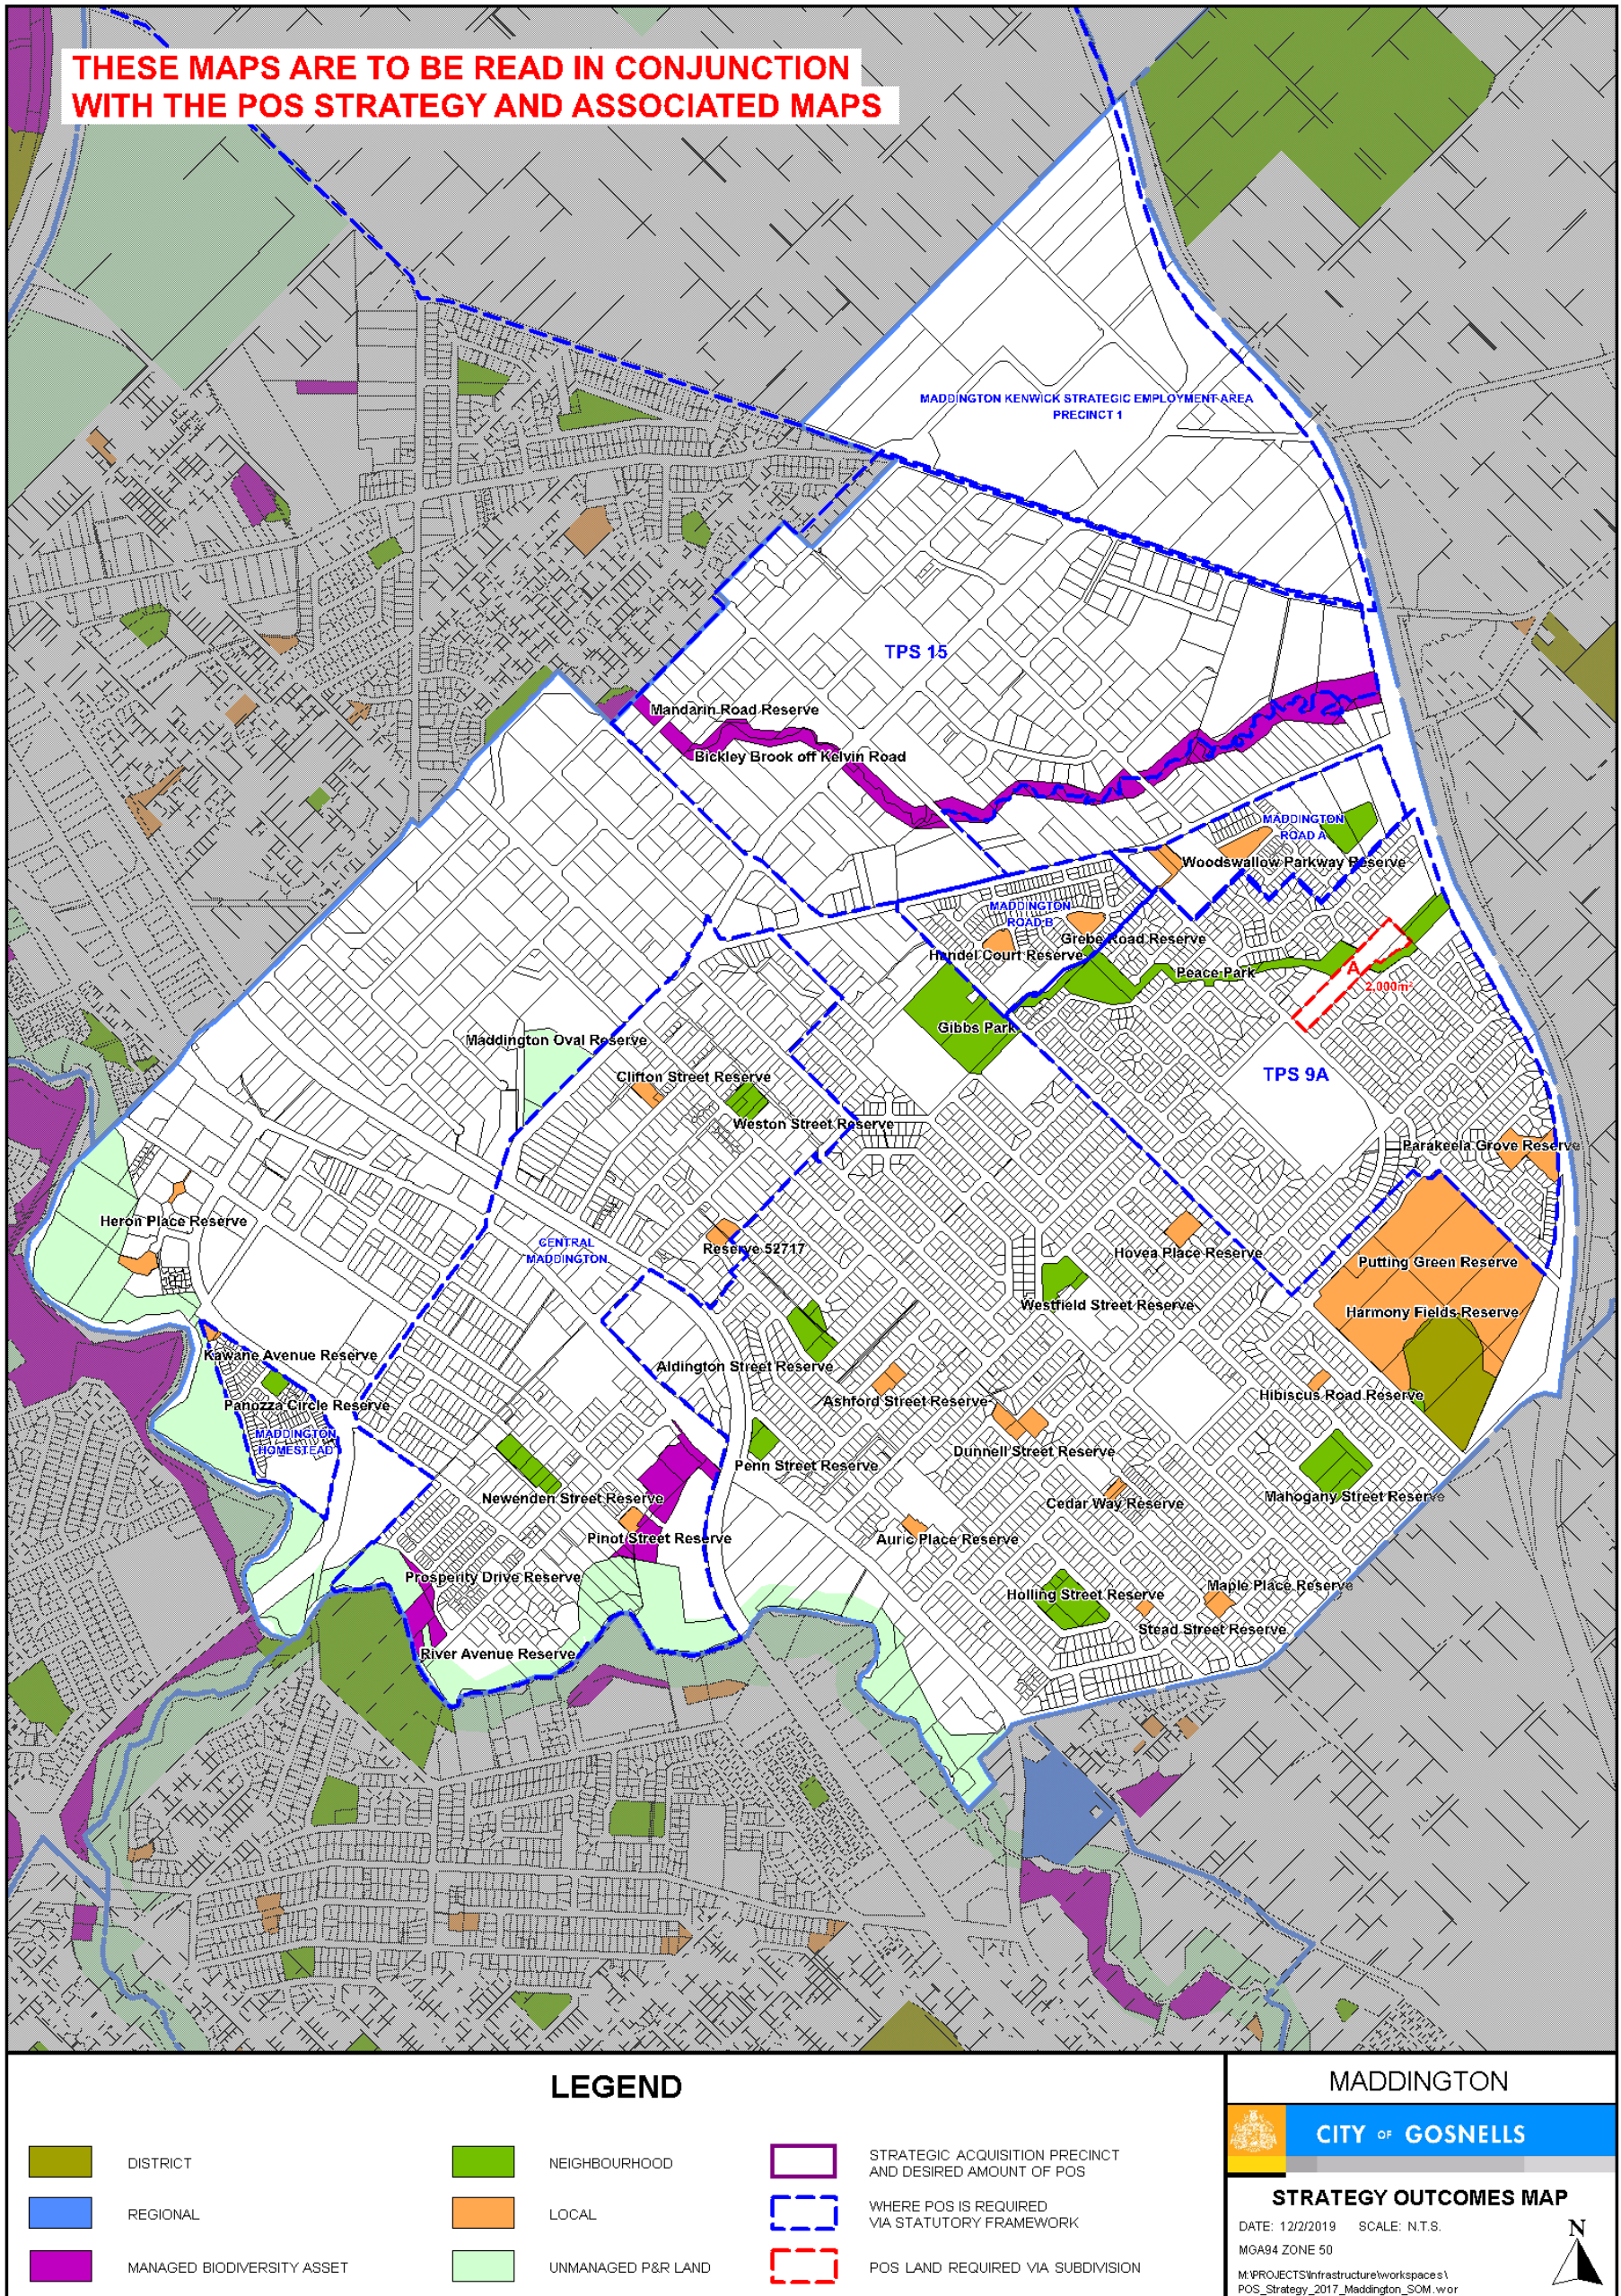 THESE MAPS ARE TO BE READ IN CONJUNCTION
WITH THE POS STRATEGY AND ASSOCIATED MAPS
MADDINGTON KENWICK STRATEGIC EMPLOYMENT AREA
PRECINCT 1
TPS 15
Mandarin Road Reserve
Bickley Brook off Kelvin Road
MADDINGTON
ROAD A
Woodswallow Parkway Reserve
MADDINGTON
ROAD B
Grebe Road Reserve
Handel Court Reserve
Peace Park
A
2,000m²
Gibbs Park
Maddington Oval Reserve
Clifton Street Reserve
TPS 9A
Weston Street Reserve
Parakeela Grove Reserve
Heron Place Reserve
CENTRAL
MADDINGTON
Reserve 52717
Hovea Place Reserve
Putting Green Reserve
Westfield Street Reserve
Harmony Fields Reserve
Kawane Avenue Reserve
Aldington Street Reserve
Panozza Circle Reserve
Ashford Street Reserve
Hibiscus Road Reserve
MADDINGTON
HOMESTEAD
Dunnell Street Reserve
Penn Street Reserve
Newenden Street Reserve
Cedar Way Reserve
Mahogany Street Reserve
Pinot Street Reserve
Auric Place Reserve
Prosperity Drive Reserve
Holling Street Reserve
Maple Place Reserve
Stead Street Reserve
River Avenue Reserve
LEGEND
DISTRICT
REGIONAL
MANAGED BIODIVERSITY ASSET
NEIGHBOURHOOD
LOCAL
UNMANAGED P&R LAND
STRATEGIC ACQUISITION PRECINCT
AND DESIRED AMOUNT OF POS
WHERE POS IS REQUIRED
VIA STATUTORY FRAMEWORK
POS LAND REQUIRED VIA SUBDIVISION
MADDINGTON
CITY OF GOSNELLS
STRATEGY OUTCOMES MAP
DATE: 12/2/2019 SCALE: N.T.S.
MGA94 ZONE 50
N
M:\PROJECTS\Infrastructure\workspaces\
POS_Strategy_2017_Maddington_SOM.wor